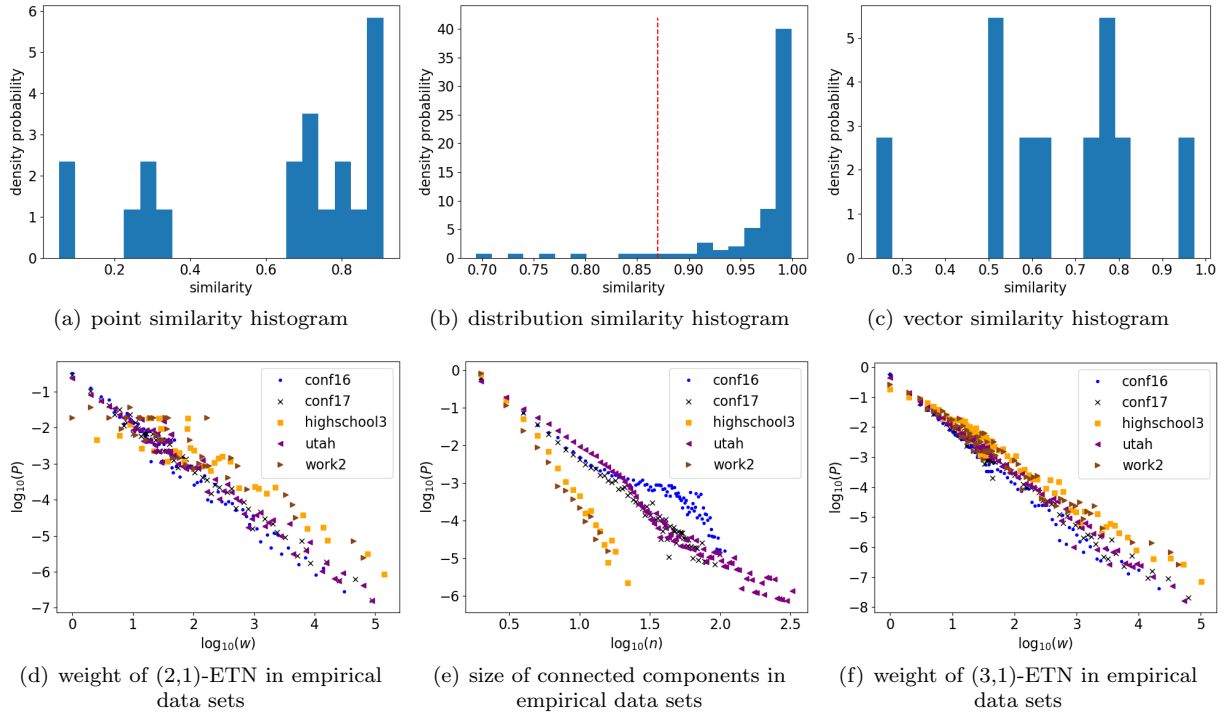 6
5
4
3
2
1
0
density probability
0.2
0.4
0.6
0.8
similarity
(a) point similarity histogram
40
35
30
25
20
15
10
5
0
density probability
0.70
0.75
0.80
0.85
0.90
0.95
1.00
similarity
(b) distribution similarity histogram
5
4
3
2
1
0
density probability
0.3
0.4
0.5
0.6
0.7
0.8
0.9
1.0
similarity
(c) vector similarity histogram
−1
−2
−3
−4
−5
−6
−7
log10(P)
conf16
conf17
highschool3
utah
work2
0
1
2
3
4
5
log10(w)
(d) weight of (2,1)-ETN in empirical
data sets
0
−1
−2
−3
−4
−5
−6
log10(P)
conf16
conf17
highschool3
utah
work2
0.5
1.0
1.5
2.0
2.5
log10(n)
(e) size of connected components in
empirical data sets
0
−1
−2
−3
−4
−5
−6
−7
−8
log10(P)
conf16
conf17
highschool3
utah
work2
0
1
2
3
4
5
log10(w)
(f) weight of (3,1)-ETN in empirical
data sets